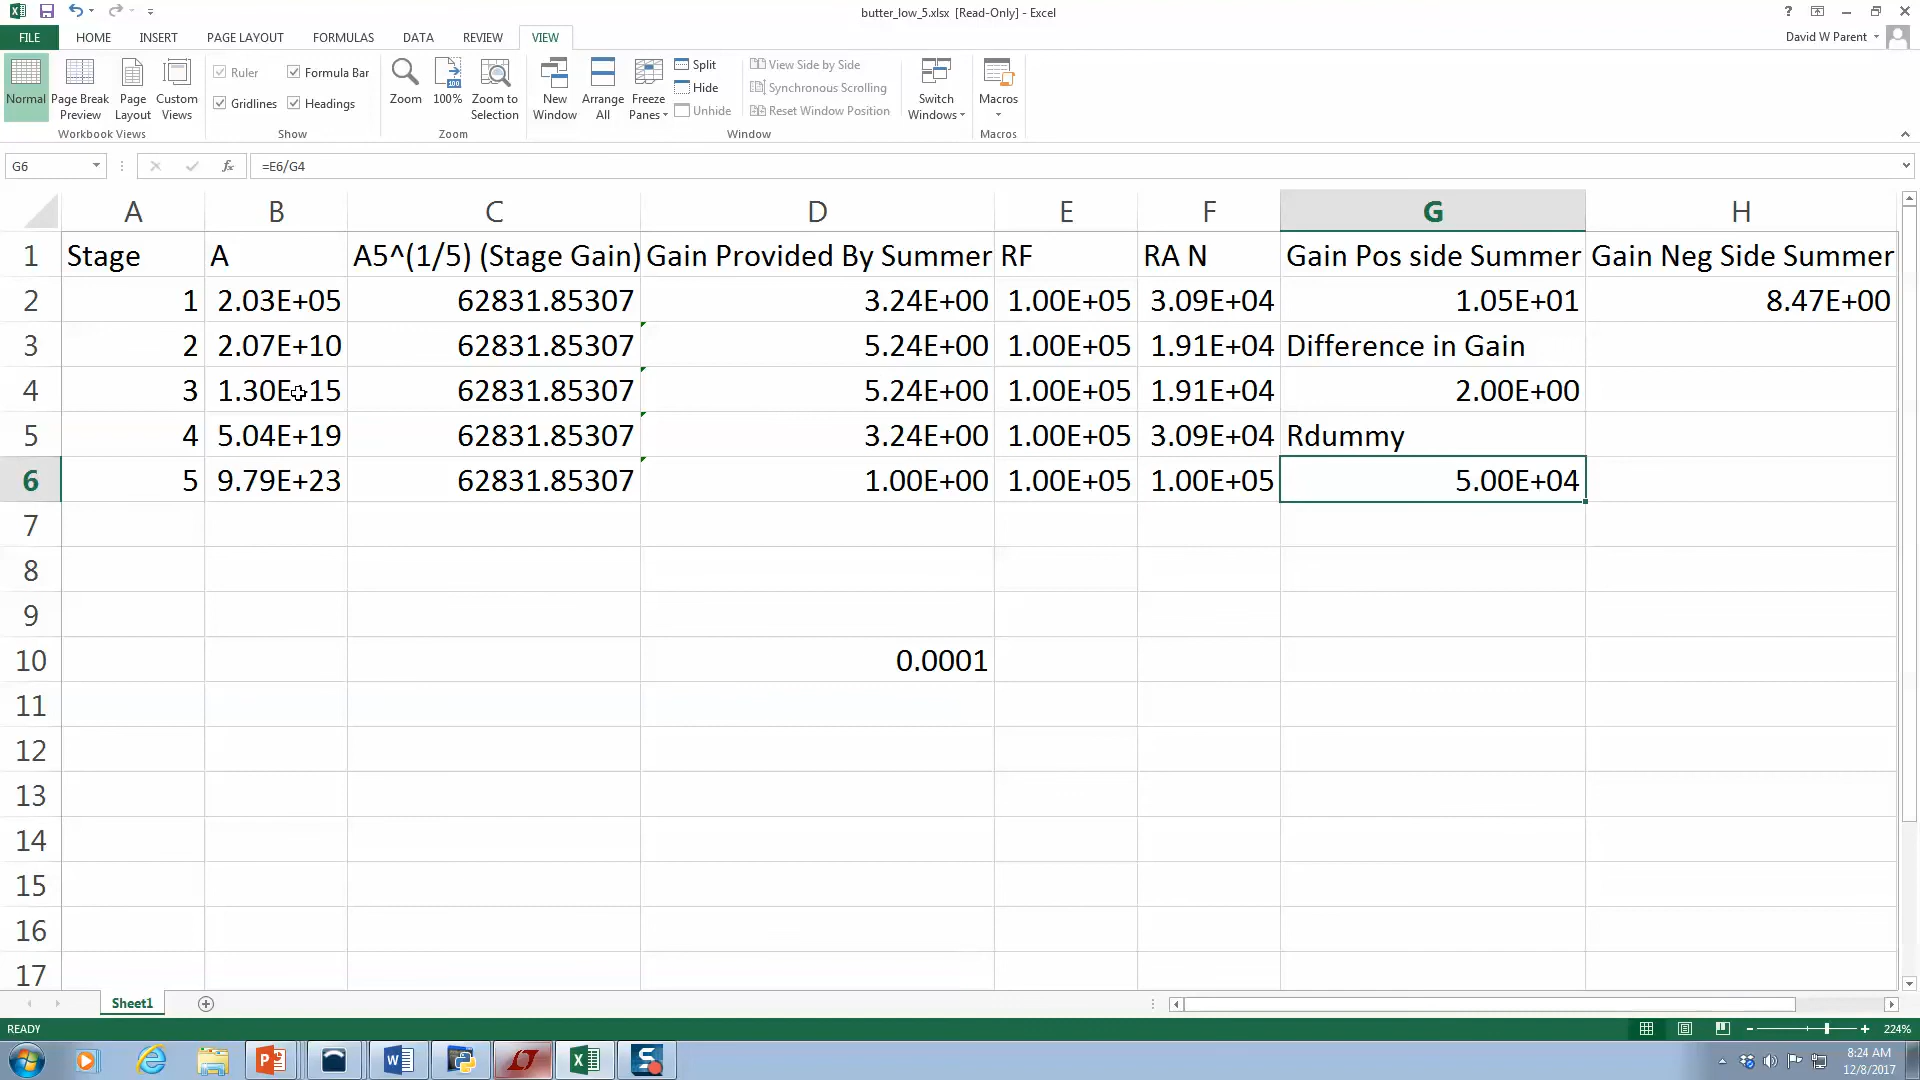 butter_low_5.xlsx [Read-Only] - Excel
?
FILE HOME INSERT PAGE LAYOUT FORMULAS DATA REVIEW VIEW David W Parent
Normal
Page Break Preview
Page Layout
Custom Views
Workbook Views
Ruler
Formula Bar
Gridlines
Headings
Show
Zoom
100%
Zoom to Selection
Zoom
New Window
Arrange All
Freeze Panes
Split
Hide
Unhide
View Side by Side
Synchronous Scrolling
Reset Window Position
Window
Switch Windows
Macros
Macros
G6 fx =E6/G4
A B C D E F G H
1 Stage A A5^(1/5) (Stage Gain) Gain Provided By Summer RF RA N Gain Pos side Summer Gain Neg Side Summer
2 1 2.03E+05 62831.85307 3.24E+00 1.00E+05 3.09E+04 1.05E+01 8.47E+00
3 2 2.07E+10 62831.85307 5.24E+00 1.00E+05 1.91E+04 Difference in Gain
4 3 1.30E+15 62831.85307 5.24E+00 1.00E+05 1.91E+04 2.00E+00
5 4 5.04E+19 62831.85307 3.24E+00 1.00E+05 3.09E+04 Rdummy
6 5 9.79E+23 62831.85307 1.00E+00 1.00E+05 1.00E+05 5.00E+04
7
8
9
10 0.0001
11
12
13
14
15
16
17
Sheet1
READY 224%
8:24 AM
12/8/2017